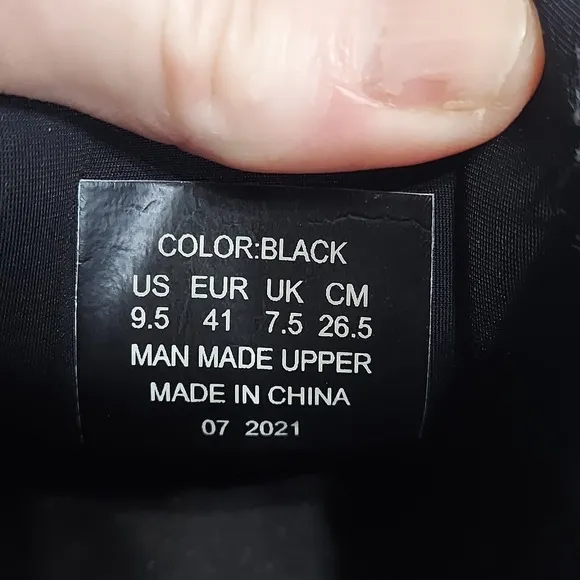 COLOR:BLACK
US EUR UK CM
9.5 41 7.5 26.5
MAN MADE UPPER
MADE IN CHINA
07 2021